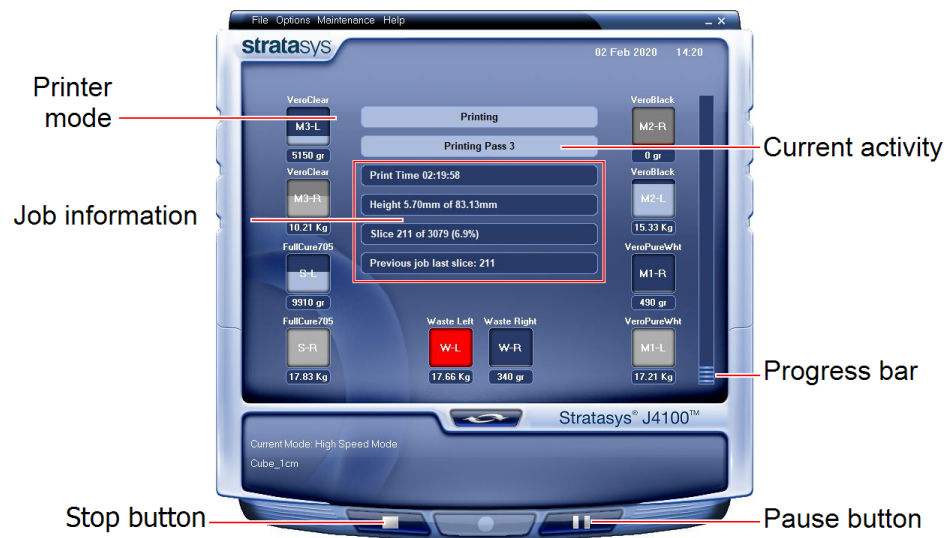 File Options Maintenance Help
stratasys
02 Feb 2020 14:20
Printer
mode
VeroClear
M3-L
5150 gr
Printing
Printing Pass 3
VeroBlack
M2-R
0 gr
Current activity
Job information
VeroClear
M3-R
10.21 Kg
Print Time 02:19:58
Height 5.70mm of 83.13mm
Slice 211 of 3079 (6.9%)
Previous job last slice: 211
VeroBlack
M2-L
15.33 Kg
FullCure705
S-L
9910 gr
VeroPureWht
M1-R
490 gr
FullCure705
S-R
17.83 Kg
Waste Left
W-L
17.66 Kg
Waste Right
W-R
340 gr
VeroPureWht
M1-L
17.21 Kg
Progress bar
Stratasys® J4100™
Current Mode: High Speed Mode
Cube_1cm
Stop button
Pause button